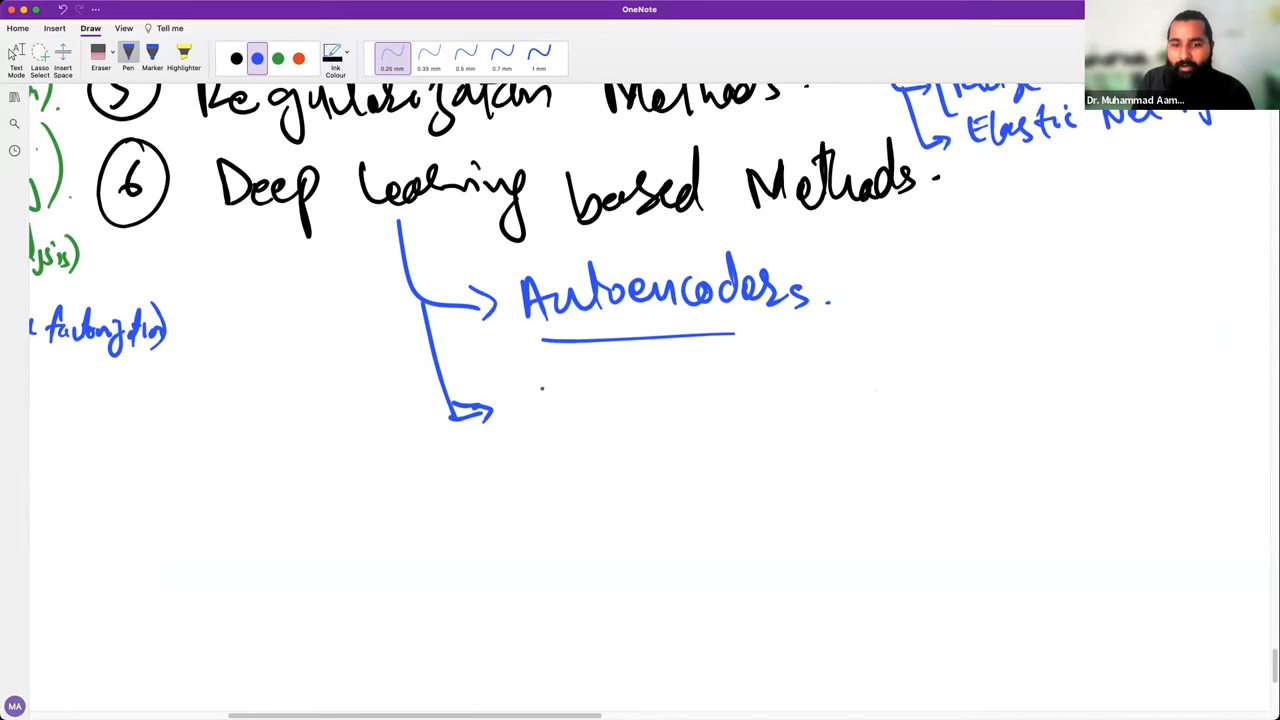 OneNote
Home Insert Draw View Tell me
Text Mode
Lasso Select
Insert Space
Eraser
Pen
Marker
Highlighter
Ink Colour
0.25 mm
0.35 mm
0.5 mm
0.7 mm
1 mm
Dr. Muhammad Aam...
5 Regularization Methods.
Elastic Net
6 Deep learning based Methods.
Autoencoders.
factorization)
MA